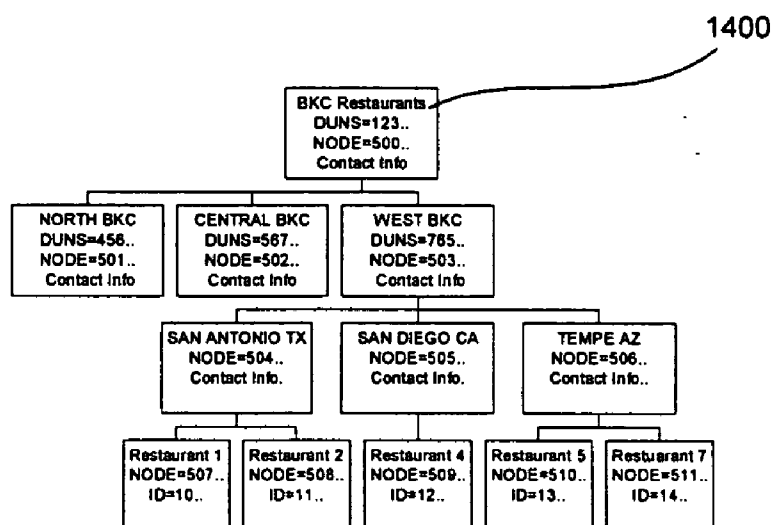 1400
BKC Restaurants
DUNS=123..
NODE=500..
Contact Info
NORTH BKC
DUNS=456..
NODE=501..
Contact Info
CENTRAL BKC
DUNS=567..
NODE=502..
Contact Info
WEST BKC
DUNS=765..
NODE=503..
Contact Info
SAN ANTONIO TX
NODE=504..
Contact Info.
SAN DIEGO CA
NODE=505..
Contact Info.
TEMPE AZ
NODE=506..
Contact Info..
Restaurant 1
NODE=507..
ID=10..
Restaurant 2
NODE=508..
ID=11..
Restaurant 4
NODE=509..
ID=12..
Restaurant 5
NODE=510..
ID=13..
Restuarant 7
NODE=511..
ID=14..